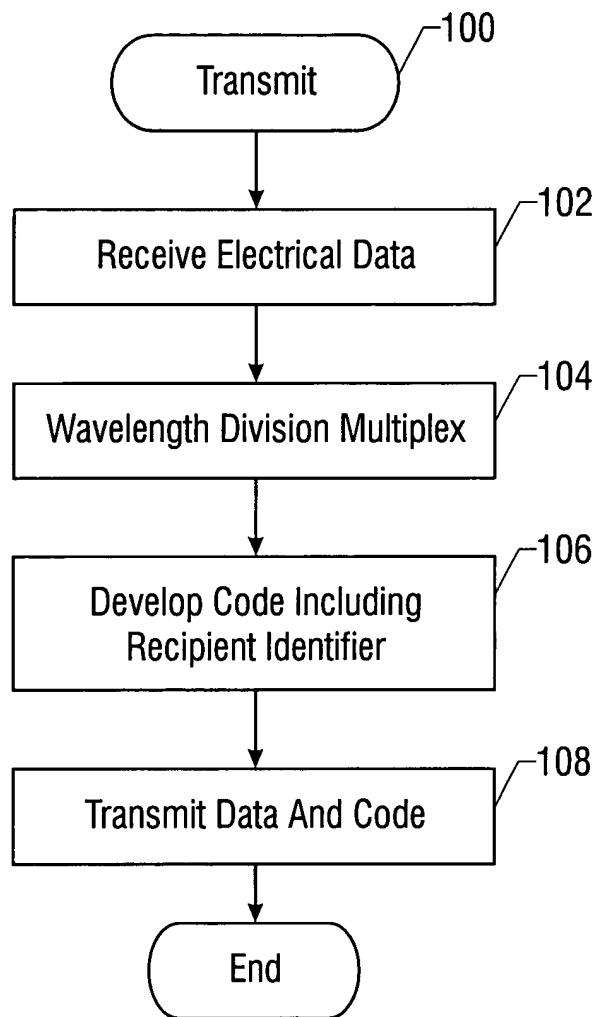 100
Transmit
102
Receive Electrical Data
104
Wavelength Division Multiplex
106
Develop Code Including
Recipient Identifier
108
Transmit Data And Code
End